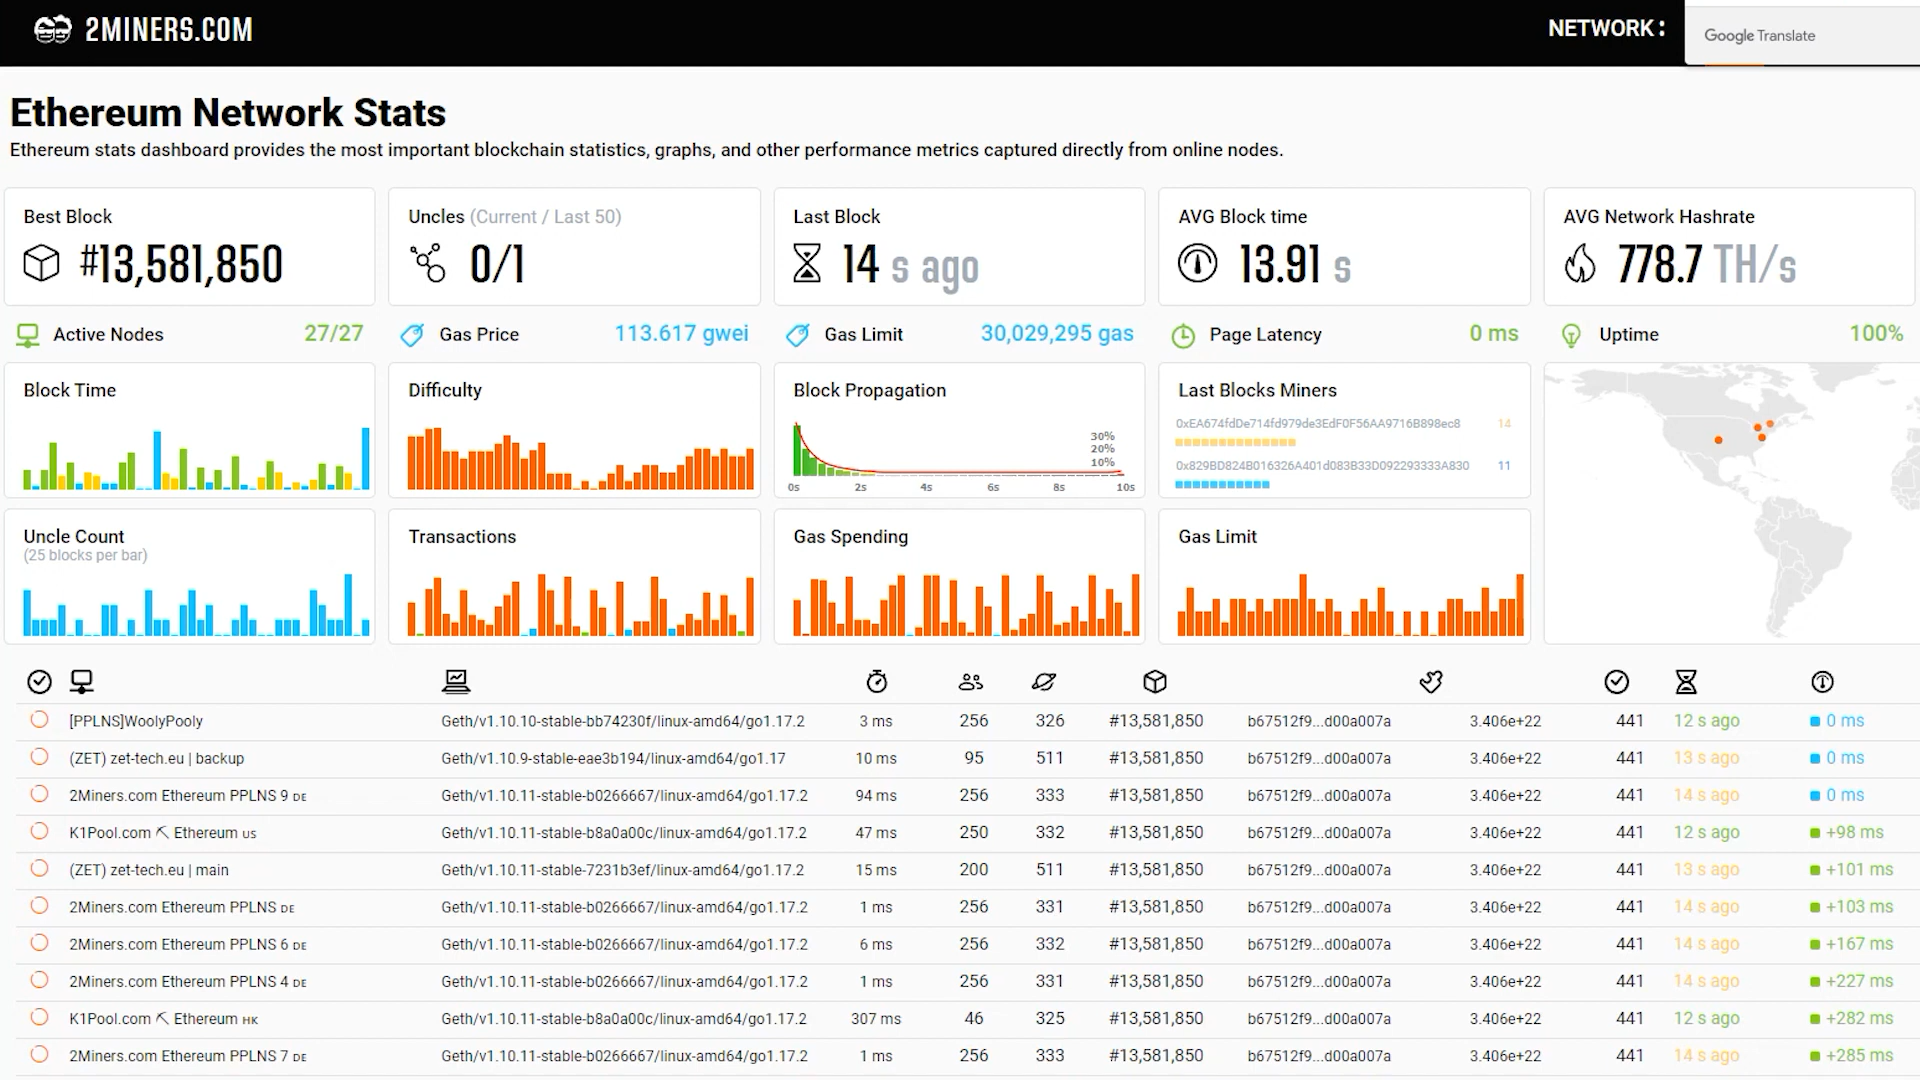 2MINERS.COM
NETWORK :
Google Translate
Ethereum Network Stats
Ethereum stats dashboard provides the most important blockchain statistics, graphs, and other performance metrics captured directly from online nodes.
Best Block
#13,581,850
Uncles (Current / Last 50)
0/1
Last Block
14 s ago
AVG Block time
13.91 s
AVG Network Hashrate
778.7 TH/s
Active Nodes 27/27
Gas Price 113.617 gwei
Gas Limit 30,029,295 gas
Page Latency 0 ms
Uptime 100%
Block Time
Difficulty
Block Propagation
30%
20%
10%
0s 2s 4s 6s 8s 10s
Last Blocks Miners
0xEA674fdDe714fd979de3EdF0F56AA9716B898ec8 14
0x829BD824B016326A401d083B33D092293333A830 11
Uncle Count
(25 blocks per bar)
Transactions
Gas Spending
Gas Limit
[PPLNS]WoolyPooly Geth/v1.10.10-stable-bb74230f/linux-amd64/go1.17.2 3 ms 256 326 #13,581,850 b67512f9...d00a007a 3.406e+22 441 12 s ago 0 ms
(ZET) zet-tech.eu | backup Geth/v1.10.9-stable-eae3b194/linux-amd64/go1.17 10 ms 95 511 #13,581,850 b67512f9...d00a007a 3.406e+22 441 13 s ago 0 ms
2Miners.com Ethereum PPLNS 9 DE Geth/v1.10.11-stable-b0266667/linux-amd64/go1.17.2 94 ms 256 333 #13,581,850 b67512f9...d00a007a 3.406e+22 441 14 s ago 0 ms
K1Pool.com ⛏ Ethereum US Geth/v1.10.11-stable-b8a0a00c/linux-amd64/go1.17.2 47 ms 250 332 #13,581,850 b67512f9...d00a007a 3.406e+22 441 12 s ago +98 ms
(ZET) zet-tech.eu | main Geth/v1.10.11-stable-7231b3ef/linux-amd64/go1.17.2 15 ms 200 511 #13,581,850 b67512f9...d00a007a 3.406e+22 441 13 s ago +101 ms
2Miners.com Ethereum PPLNS DE Geth/v1.10.11-stable-b0266667/linux-amd64/go1.17.2 1 ms 256 331 #13,581,850 b67512f9...d00a007a 3.406e+22 441 14 s ago +103 ms
2Miners.com Ethereum PPLNS 6 DE Geth/v1.10.11-stable-b0266667/linux-amd64/go1.17.2 6 ms 256 332 #13,581,850 b67512f9...d00a007a 3.406e+22 441 14 s ago +167 ms
2Miners.com Ethereum PPLNS 4 DE Geth/v1.10.11-stable-b0266667/linux-amd64/go1.17.2 1 ms 256 331 #13,581,850 b67512f9...d00a007a 3.406e+22 441 14 s ago +227 ms
K1Pool.com ⛏ Ethereum HK Geth/v1.10.11-stable-b8a0a00c/linux-amd64/go1.17.2 307 ms 46 325 #13,581,850 b67512f9...d00a007a 3.406e+22 441 12 s ago +282 ms
2Miners.com Ethereum PPLNS 7 DE Geth/v1.10.11-stable-b0266667/linux-amd64/go1.17.2 1 ms 256 333 #13,581,850 b67512f9...d00a007a 3.406e+22 441 14 s ago +285 ms